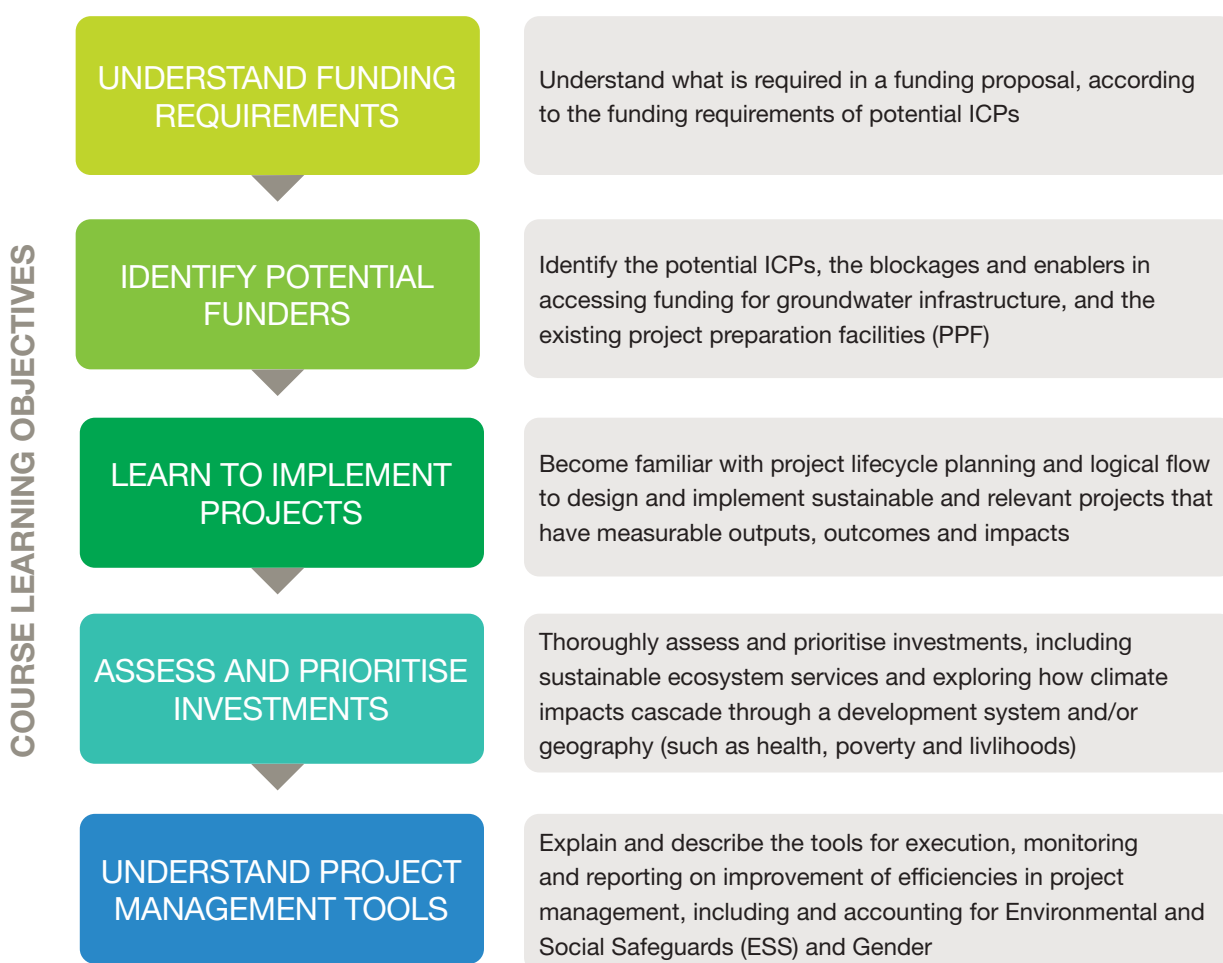 COURSE LEARNING OBJECTIVES
UNDERSTAND FUNDING
REQUIREMENTS
Understand what is required in a funding proposal, according
to the funding requirements of potential ICPs
IDENTIFY POTENTIAL
FUNDERS
Identify the potential ICPs, the blockages and enablers in
accessing funding for groundwater infrastructure, and the
existing project preparation facilities (PPF)
LEARN TO IMPLEMENT
PROJECTS
Become familiar with project lifecycle planning and logical flow
to design and implement sustainable and relevant projects that
have measurable outputs, outcomes and impacts
ASSESS AND PRIORITISE
INVESTMENTS
Thoroughly assess and prioritise investments, including
sustainable ecosystem services and exploring how climate
impacts cascade through a development system and/or
geography (such as health, poverty and livlihoods)
UNDERSTAND PROJECT
MANAGEMENT TOOLS
Explain and describe the tools for execution, monitoring
and reporting on improvement of efficiencies in project
management, including and accounting for Environmental and
Social Safeguards (ESS) and Gender